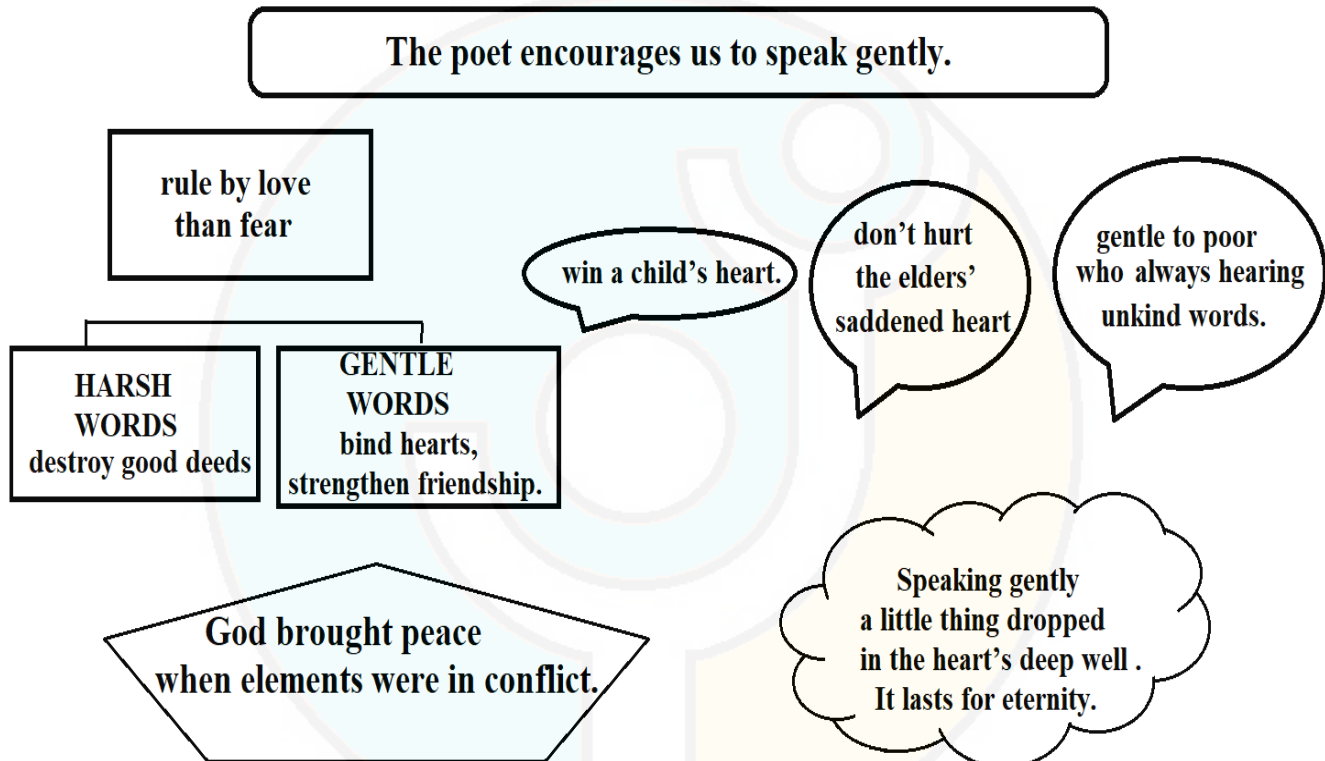 The poet encourages us to speak gently.
rule by love
than fear
win a child's heart.
don't hurt
the elders'
saddened heart
gentle to poor
who always hearing
unkind words.
HARSH
WORDS
destroy good deeds
GENTLE
WORDS
bind hearts,
strengthen friendship.
God brought peace
when elements were in conflict.
Speaking gently
a little thing dropped
in the heart's deep well .
It lasts for eternity.